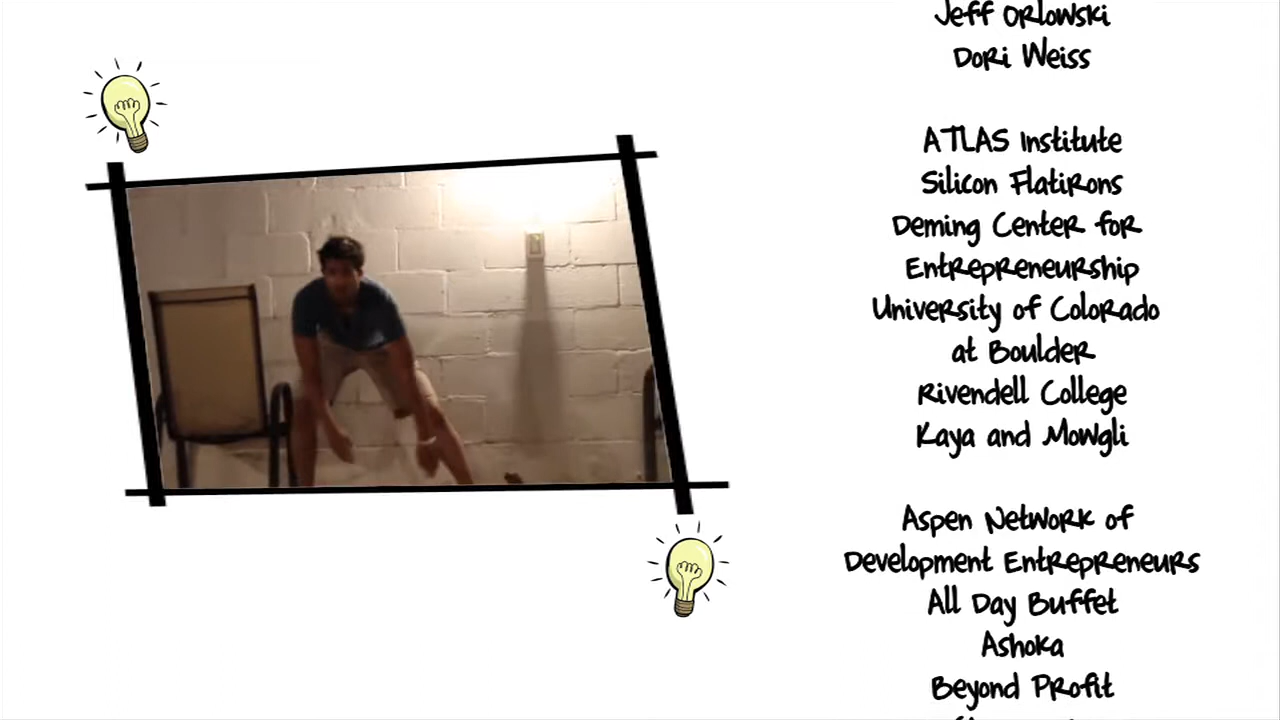 Jeff Orlowski
Dori Weiss
ATLAS Institute
Silicon Flatirons
Deming Center for
Entrepreneurship
University of Colorado
at Boulder
Rivendell College
Kaya and Mowgli
Aspen Network of
Development Entrepreneurs
All Day Buffet
Ashoka
Beyond Profit